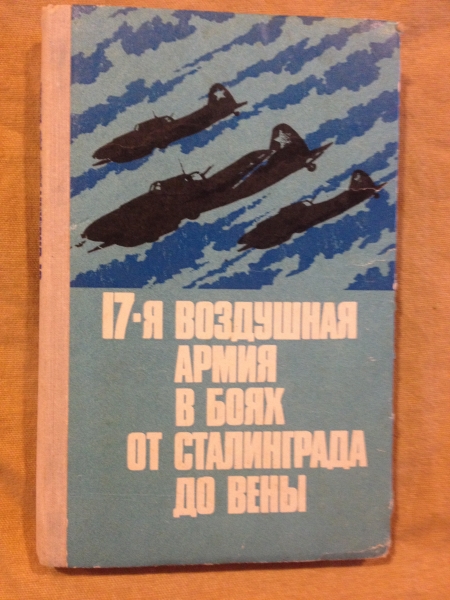 17-я ВОЗДУШНАЯ
АРМИЯ
В БОЯХ
ОТ СТАЛИНГРАДА
ДО ВЕНЫ